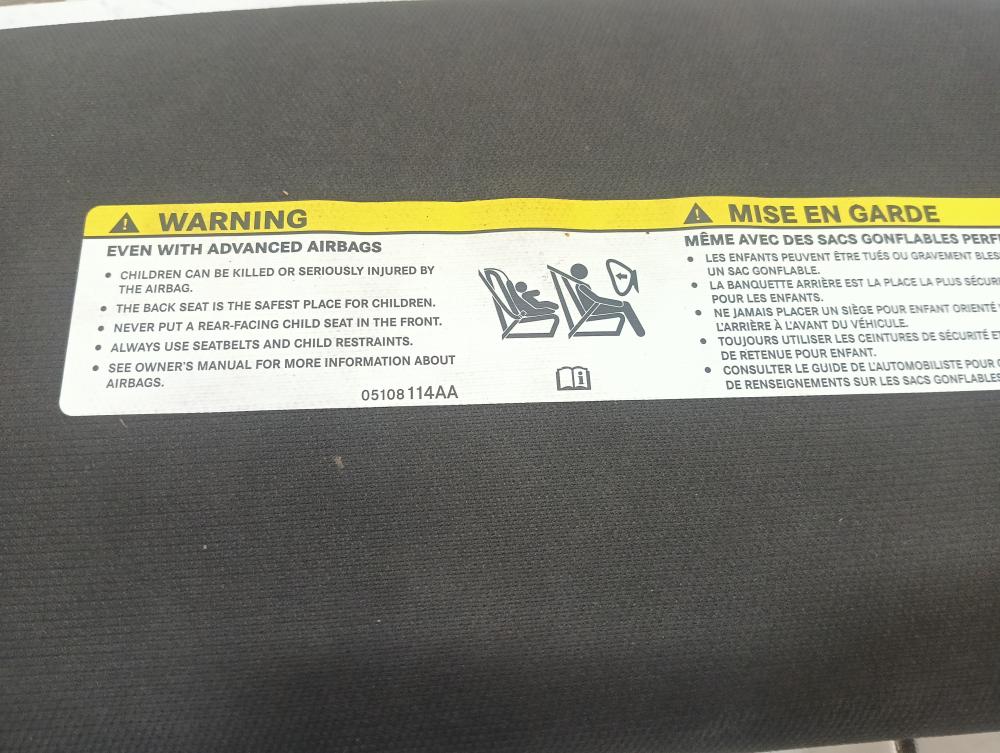 WARNING
EVEN WITH ADVANCED AIRBAGS
• CHILDREN CAN BE KILLED OR SERIOUSLY INJURED BY
THE AIRBAG.
• THE BACK SEAT IS THE SAFEST PLACE FOR CHILDREN.
• NEVER PUT A REAR-FACING CHILD SEAT IN THE FRONT.
• ALWAYS USE SEATBELTS AND CHILD RESTRAINTS.
• SEE OWNER'S MANUAL FOR MORE INFORMATION ABOUT
AIRBAGS.
05108114AA
MISE EN GARDE
MÊME AVEC DES SACS GONFLABLES
• LES ENFANTS PEUVENT ÊTRE TUÉS OU GRAVEMENT
UN SAC GONFLABLE.
• LA BANQUETTE ARRIÈRE EST LA PLACE LA PLUS
POUR LES ENFANTS.
• NE JAMAIS PLACER UN SIÈGE POUR ENFANT ORIENTÉ
L'ARRIÈRE À L'AVANT DU VÉHICULE.
• TOUJOURS UTILISER LES CEINTURES DE SÉCURITÉ
DE RETENUE POUR ENFANT.
• CONSULTER LE GUIDE DE L'AUTOMOBILISTE POUR
DE RENSEIGNEMENTS SUR LES SACS GONFLABLES